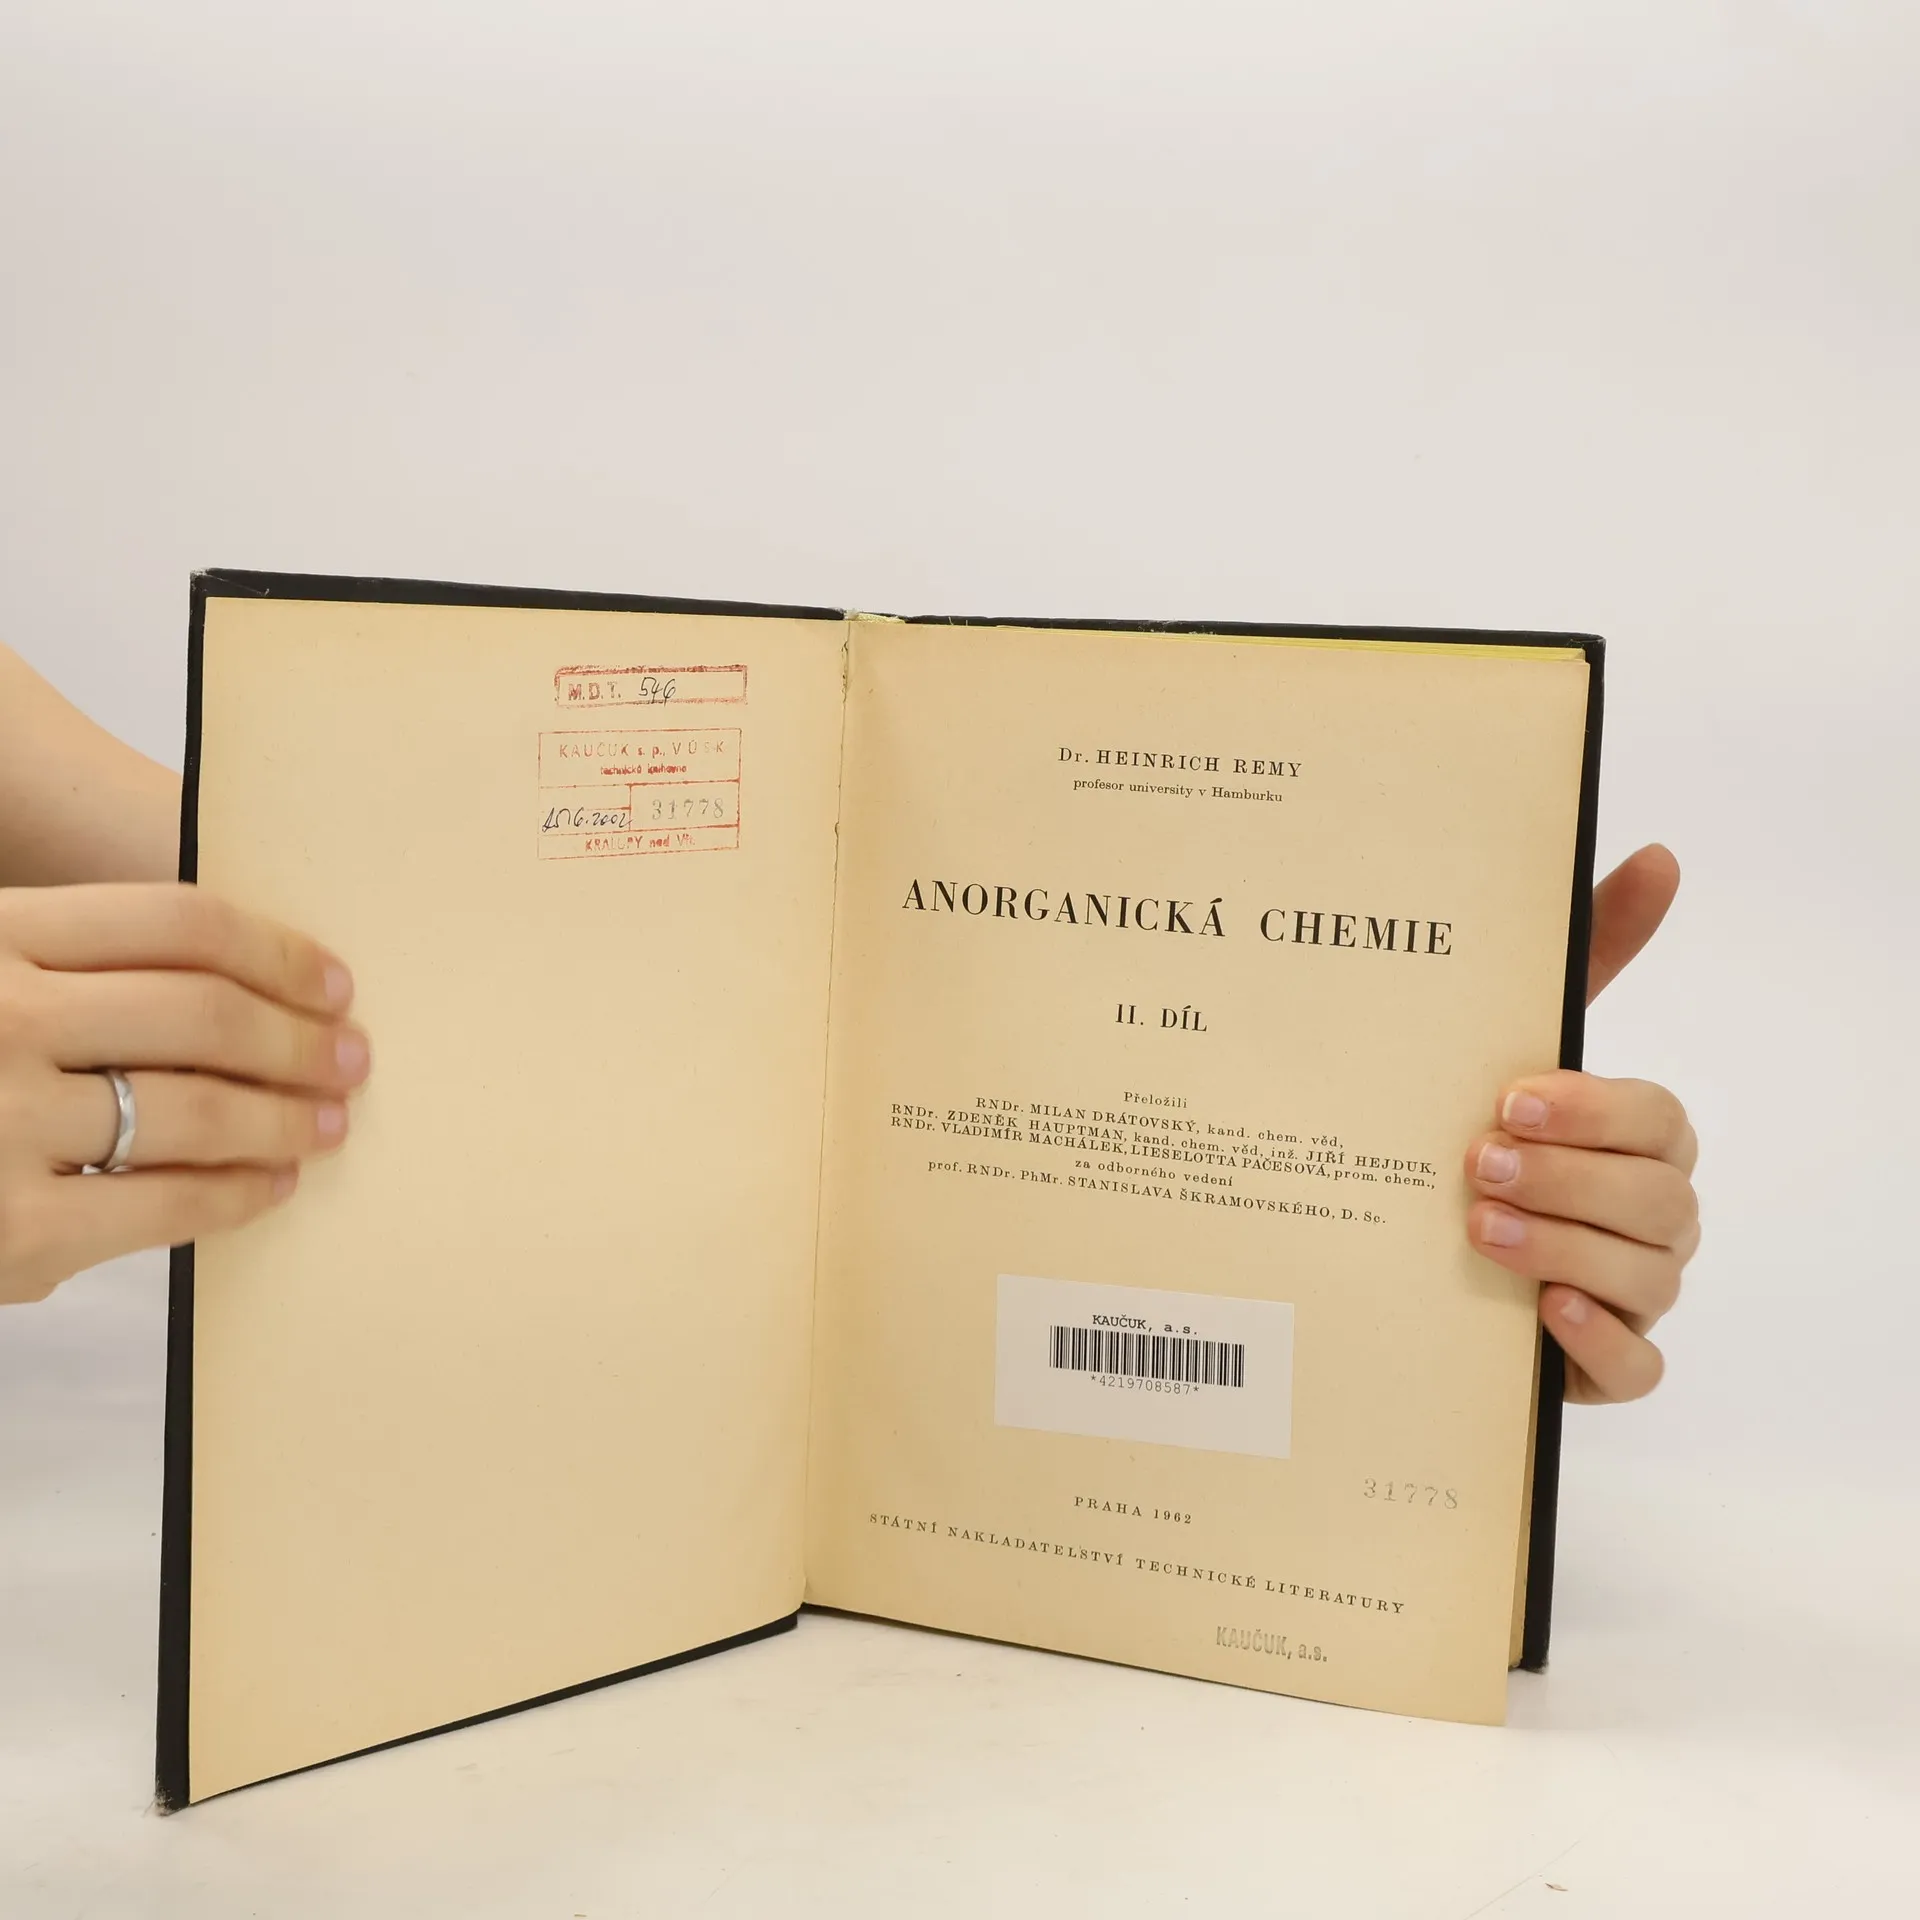 M.D.T. 546
KAUČUK s. p., VÚSK
technická knihovna
31778
KRALUPY nad Vlt.
Dr. HEINRICH REMY
profesor university v Hamburku
ANORGANICKÁ CHEMIE
II. DÍL
Přeložili
RNDr. MILAN DRÁTOVSKÝ, kand. chem. věd,
RNDr. ZDENĚK HAUPTMAN, kand. chem. věd, inž. JIŘÍ HEJDUK,
RNDr. VLADIMÍR MACHÁLEK, LIESELOTTA PAČESOVÁ, prom. chem.,
za odborného vedení
prof. RNDr. PhMr. STANISLAVA ŠKRAMOVSKÉHO, D. Sc.
KAUČUK, a.s.
*4219708587*
31778
PRAHA 1962
STÁTNÍ NAKLADATELSTVÍ TECHNICKÉ LITERATURY
KAUČUK, a.s.